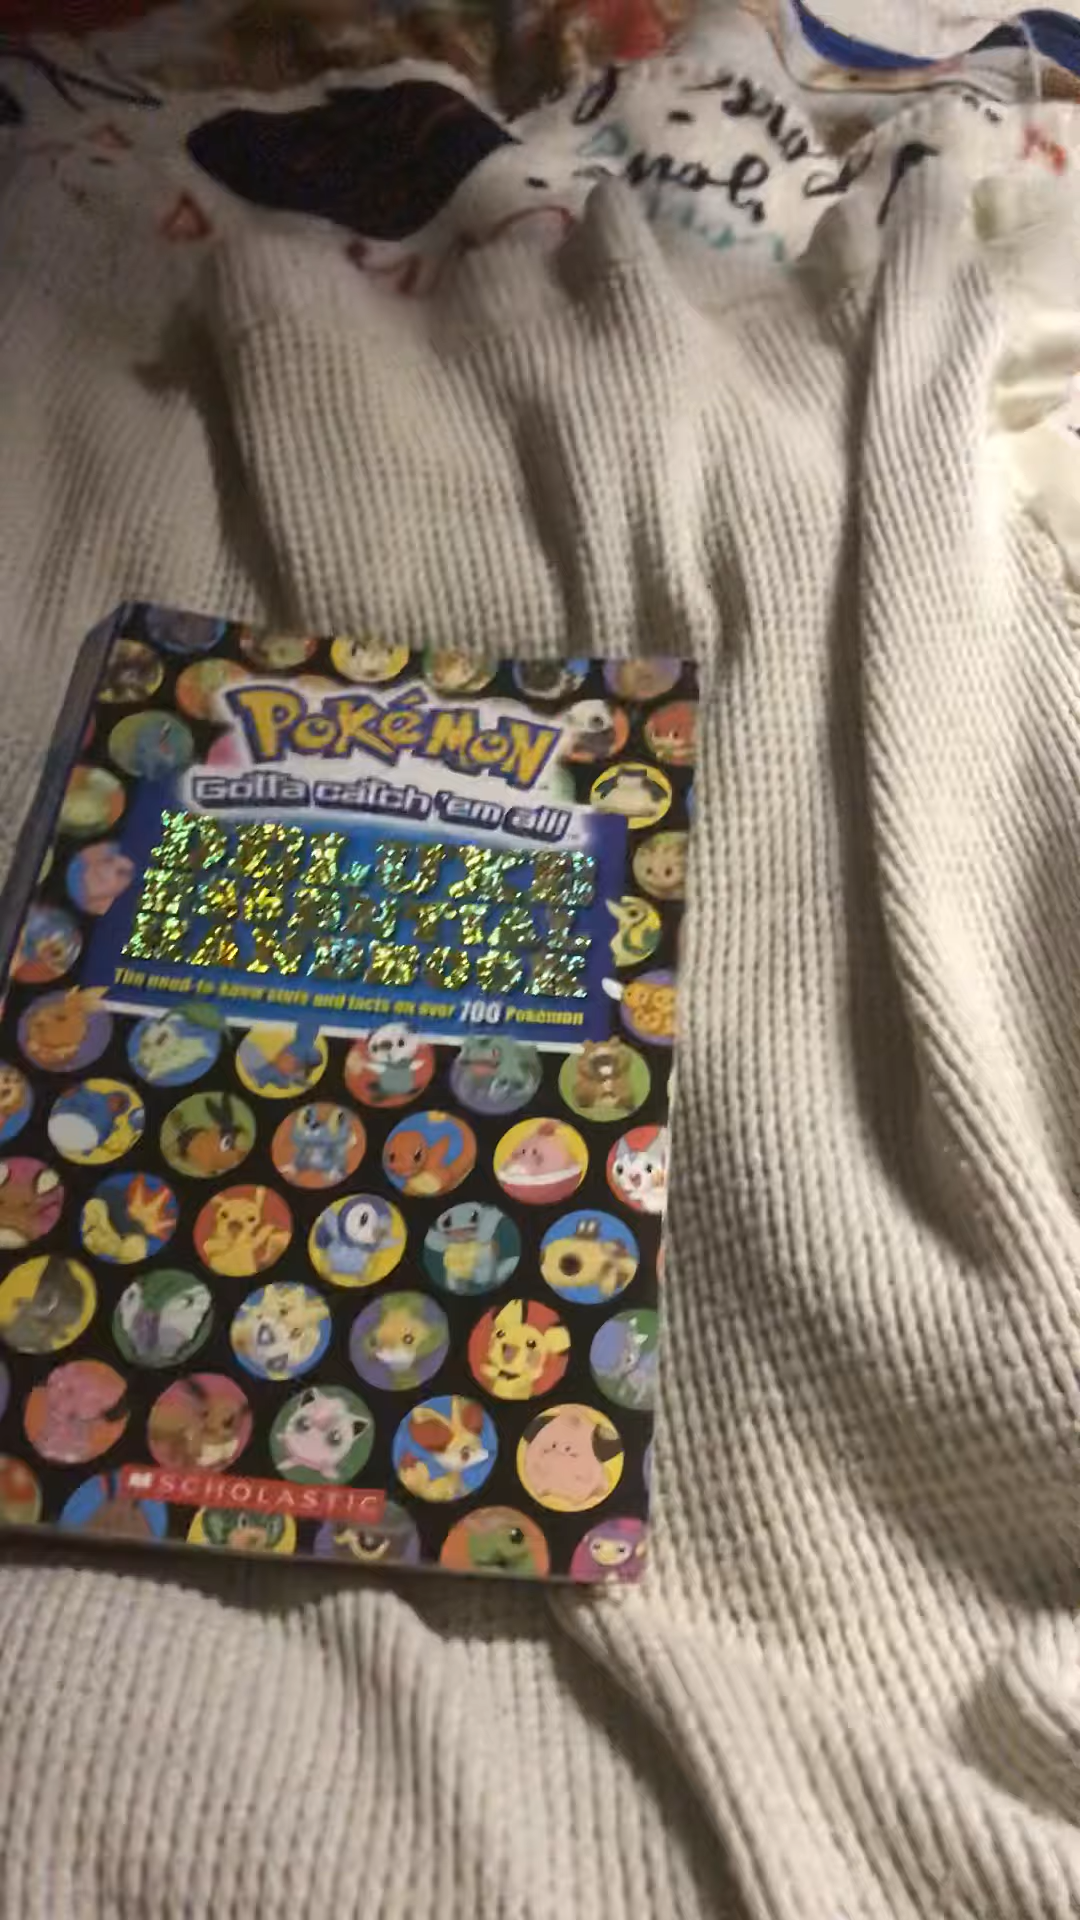 Pokémon
Gotta catch 'em all!
DELUXE
ESSENTIAL
HANDBOOK
The need-to-know stats and facts on over 700 Pokémon
SCHOLASTIC